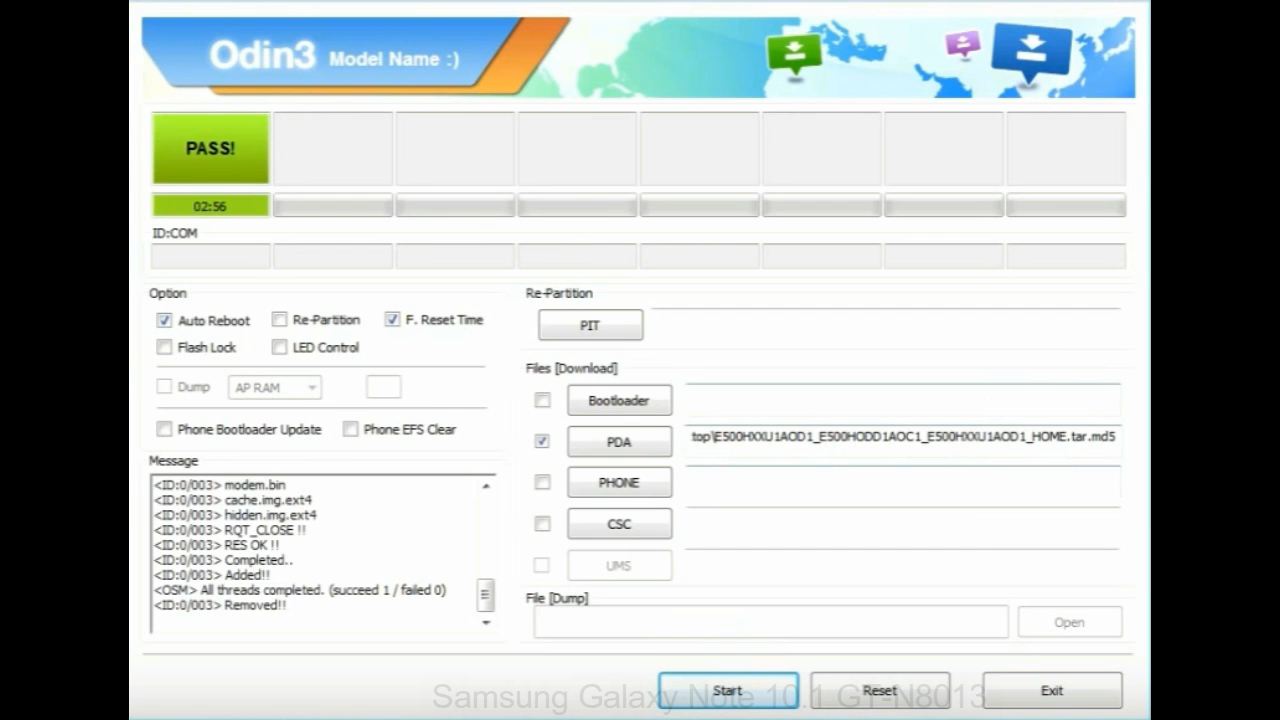 Odin3 Model Name :)
PASS!
02:56
ID:COM
Option
Auto Reboot Re-Partition F. Reset Time
Flash Lock LED Control
Dump AP RAM
Phone Bootloader Update Phone EFS Clear
Message
<ID:0/003> modem.bin
<ID:0/003> cache.img.ext4
<ID:0/003> hidden.img.ext4
<ID:0/003> RQT_CLOSE !!
<ID:0/003> RES OK !!
<ID:0/003> Completed..
<ID:0/003> Added!!
<OSM> All threads completed. (succeed 1 / failed 0)
<ID:0/003> Removed!!
Re-Partition
PIT
Files [Download]
Bootloader
PDA top\E500HXXU1AOD1_E500HODD1AOC1_E500HXXU1AOD1_HOME.tar.md5
PHONE
CSC
UMS
File [Dump]
Open
Start Reset Exit
Samsung Galaxy Note 10.1 GT-N8013